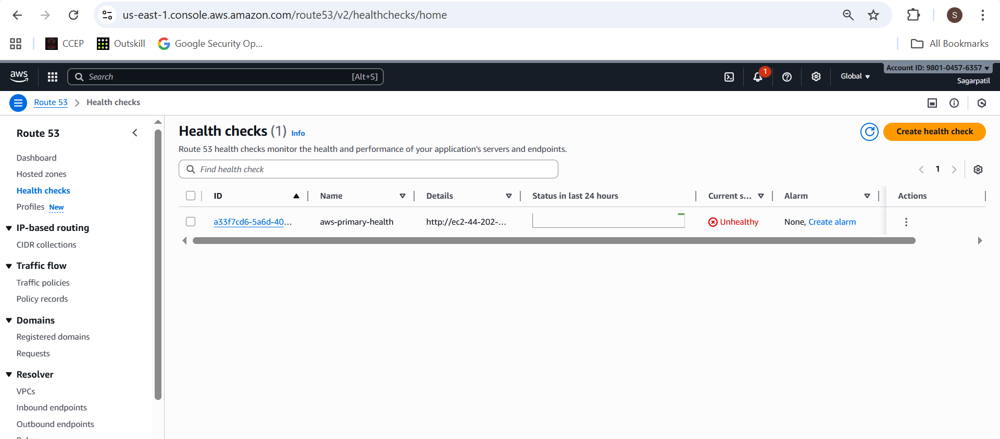 us-east-1.console.aws.amazon.com/route53/v2/healthchecks/home
S
CCEP
Outskill
Google Security Op...
All Bookmarks
aws
Search
[Alt+S]
1
Global
Account ID: 9801-0457-6357
Sagarpatil
Route 53
Health checks
Route 53
Dashboard
Hosted zones
Health checks
Profiles New
IP-based routing
CIDR collections
Traffic flow
Traffic policies
Policy records
Domains
Registered domains
Requests
Resolver
VPCs
Inbound endpoints
Outbound endpoints
Health checks (1) Info
Create health check
Route 53 health checks monitor the health and performance of your application's servers and endpoints.
Find health check
1
ID Name Details Status in last 24 hours Current s... Alarm Actions
a33f7cd6-5a6d-40... aws-primary-health http://ec2-44-202-... Unhealthy None, Create alarm